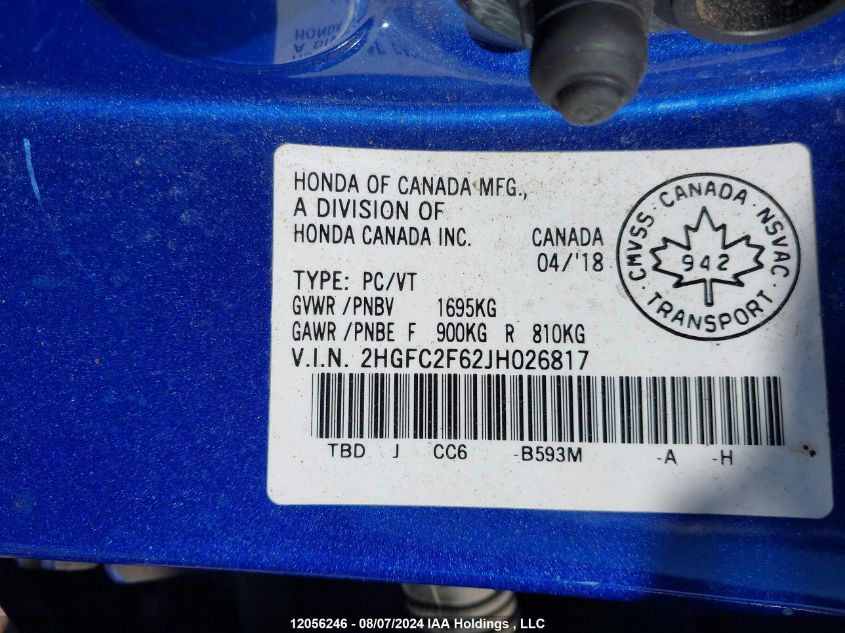 HONDA OF CANADA MFG.,
A DIVISION OF
HONDA CANADA INC. CANADA
04/'18
TYPE: PC/VT
GVWR /PNBV 1695KG
GAWR /PNBE F 900KG R 810KG
V.I.N. 2HGFC2F62JH026817
TBD J CC6 -B593M -A -H
CMVSS · CANADA · NSVAC
942
· TRANSPORT ·
12056246 - 08/07/2024 IAA Holdings , LLC